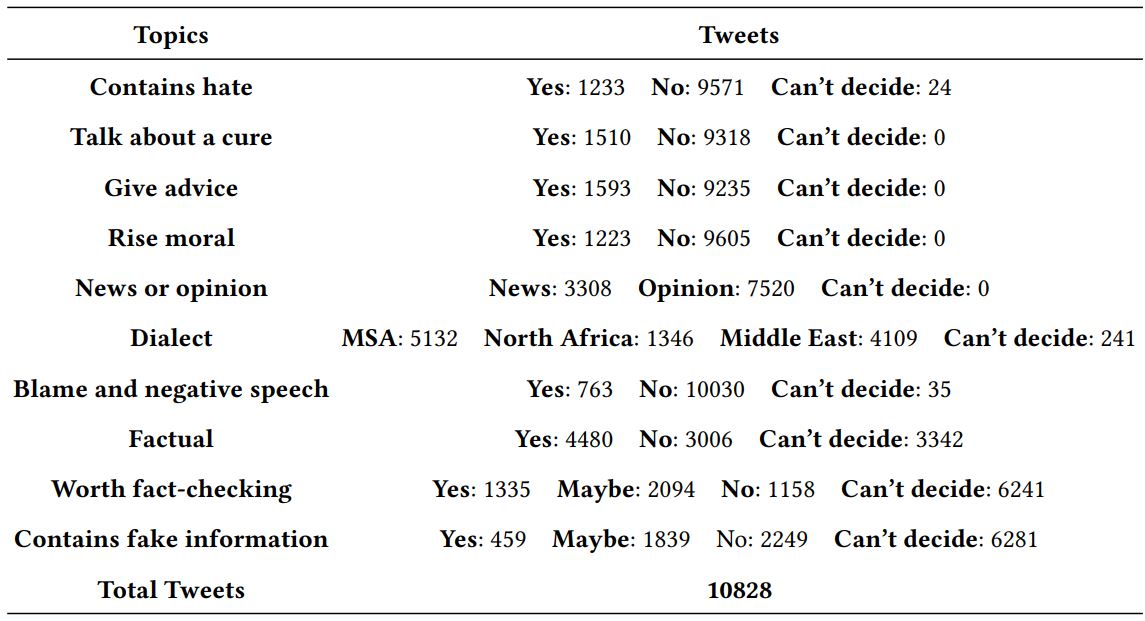 Topics Tweets
Contains hate Yes: 1233 No: 9571 Can’t decide: 24
Talk about a cure Yes: 1510 No: 9318 Can’t decide: 0
Give advice Yes: 1593 No: 9235 Can’t decide: 0
Rise moral Yes: 1223 No: 9605 Can’t decide: 0
News or opinion News: 3308 Opinion: 7520 Can’t decide: 0
Dialect MSA: 5132 North Africa: 1346 Middle East: 4109 Can’t decide: 241
Blame and negative speech Yes: 763 No: 10030 Can’t decide: 35
Factual Yes: 4480 No: 3006 Can’t decide: 3342
Worth fact-checking Yes: 1335 Maybe: 2094 No: 1158 Can’t decide: 6241
Contains fake information Yes: 459 Maybe: 1839 No: 2249 Can’t decide: 6281
Total Tweets 10828